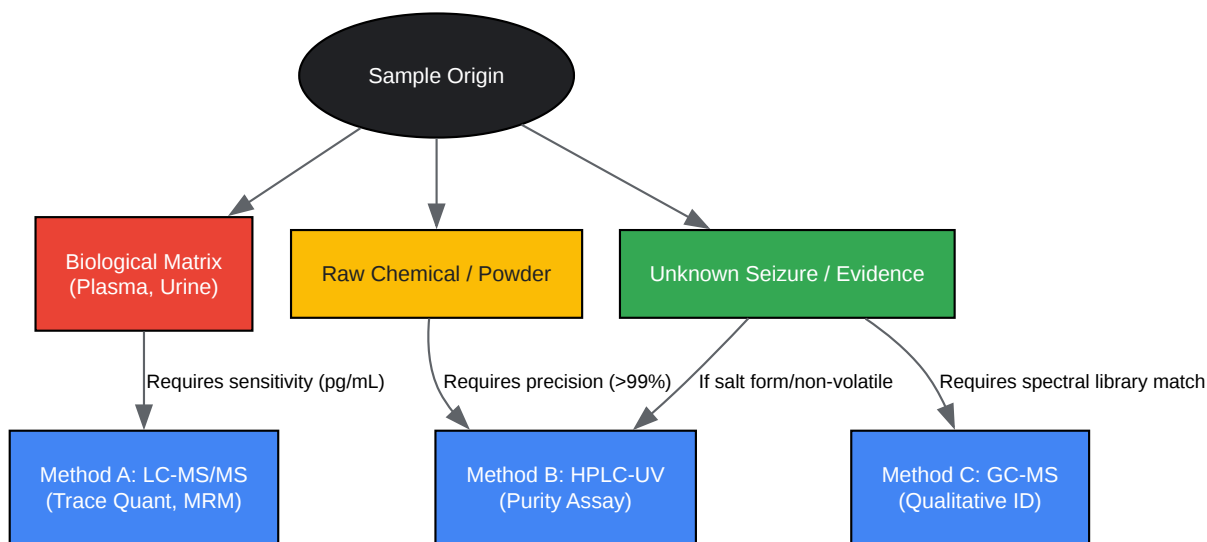 Sample Origin
Biological Matrix
(Plasma, Urine)
Raw Chemical / Powder
Unknown Seizure / Evidence
Requires sensitivity (pg/mL)
Requires precision (>99%)
If salt form/non-volatile
Requires spectral library match
Method A: LC-MS/MS
(Trace Quant, MRM)
Method B: HPLC-UV
(Purity Assay)
Method C: GC-MS
(Qualitative ID)